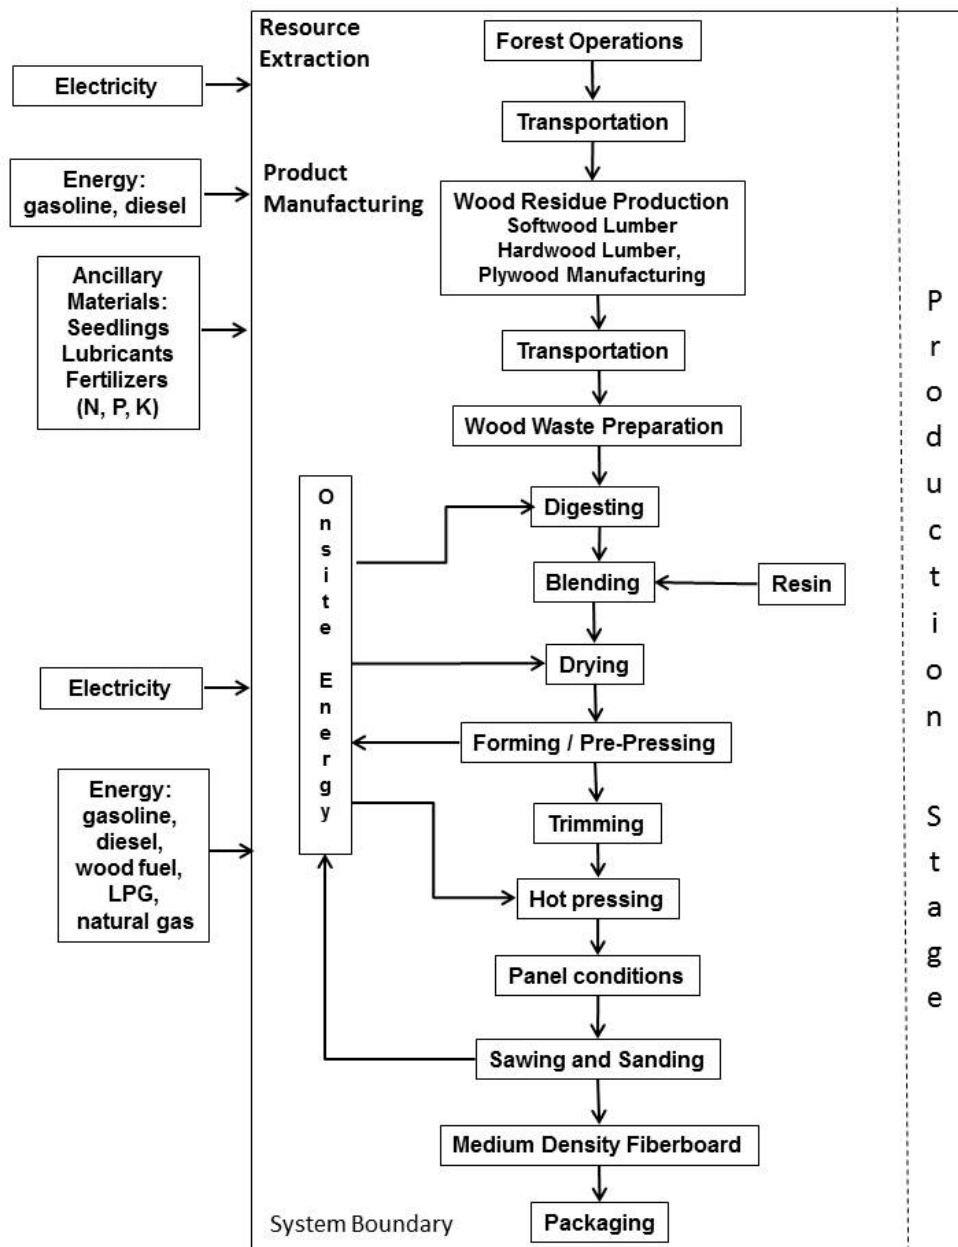 Resource
Extraction
Forest Operations
Electricity
Transportation
Energy:
gasoline, diesel
Product
Manufacturing
Wood Residue Production
Softwood Lumber
Hardwood Lumber,
Plywood Manufacturing
Ancillary
Materials:
Seedlings
Lubricants
Fertilizers
(N, P, K)
Transportation
Wood Waste Preparation
Onsite Energy
Digesting
Blending
Resin
Drying
Electricity
Forming / Pre-Pressing
Energy:
gasoline,
diesel,
wood fuel,
LPG,
natural gas
Trimming
Hot pressing
Panel conditions
Sawing and Sanding
Medium Density Fiberboard
Packaging
System Boundary
Production Stage